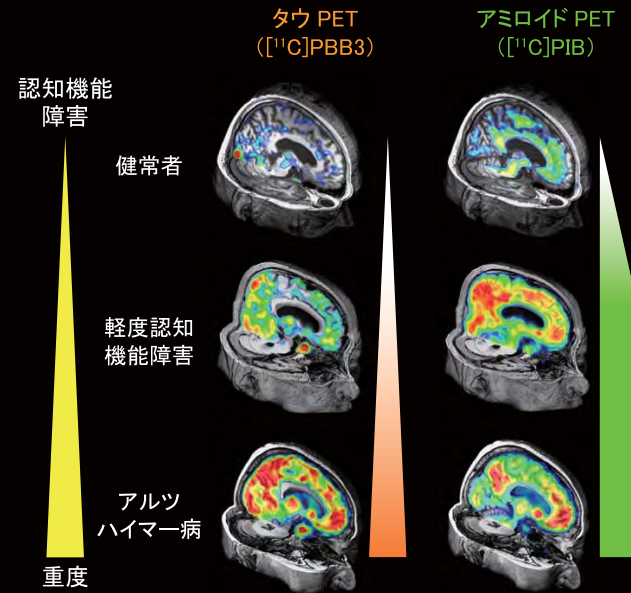 タウ PET
([¹¹C]PBB3)
アミロイド PET
([¹¹C]PIB)
認知機能
障害
健常者
軽度認知
機能障害
アルツ
ハイマー病
重度